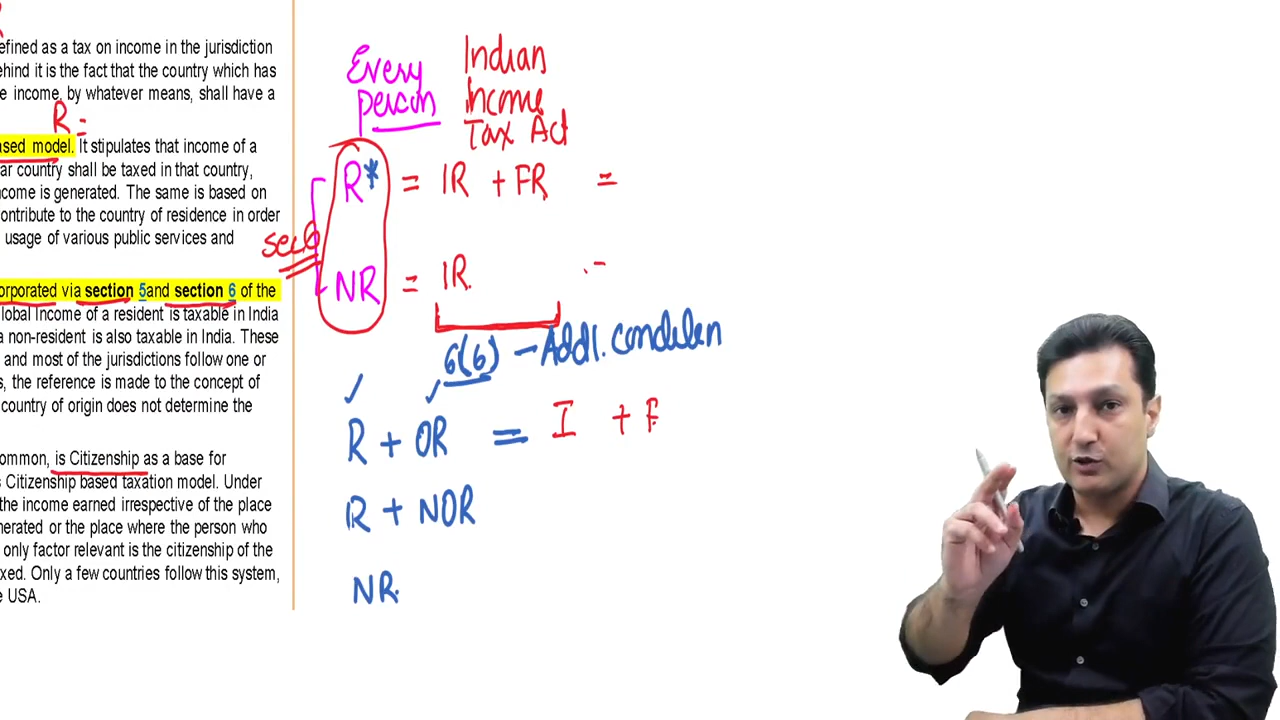 efined as a tax on income in the jurisdiction
ehind it is the fact that the country which has
e income, by whatever means, shall have a
R =
ased model. It stipulates that income of a
ar country shall be taxed in that country,
ncome is generated. The same is based on
ontribute to the country of residence in order
usage of various public services and
orporated via section 5and section 6 of the
lobal Income of a resident is taxable in India
a non-resident is also taxable in India. These
and most of the jurisdictions follow one or
s, the reference is made to the concept of
country of origin does not determine the
ommon, is Citizenship as a base for
s Citizenship based taxation model. Under
the income earned irrespective of the place
nerated or the place where the person who
only factor relevant is the citizenship of the
xed. Only a few countries follow this system,
e USA.
Every
person
Indian
Income
Tax Act
R* = IR + FR =
sec 6
NR = IR
6(6) - Addl. condition
R + OR = I + F
R + NOR
NR